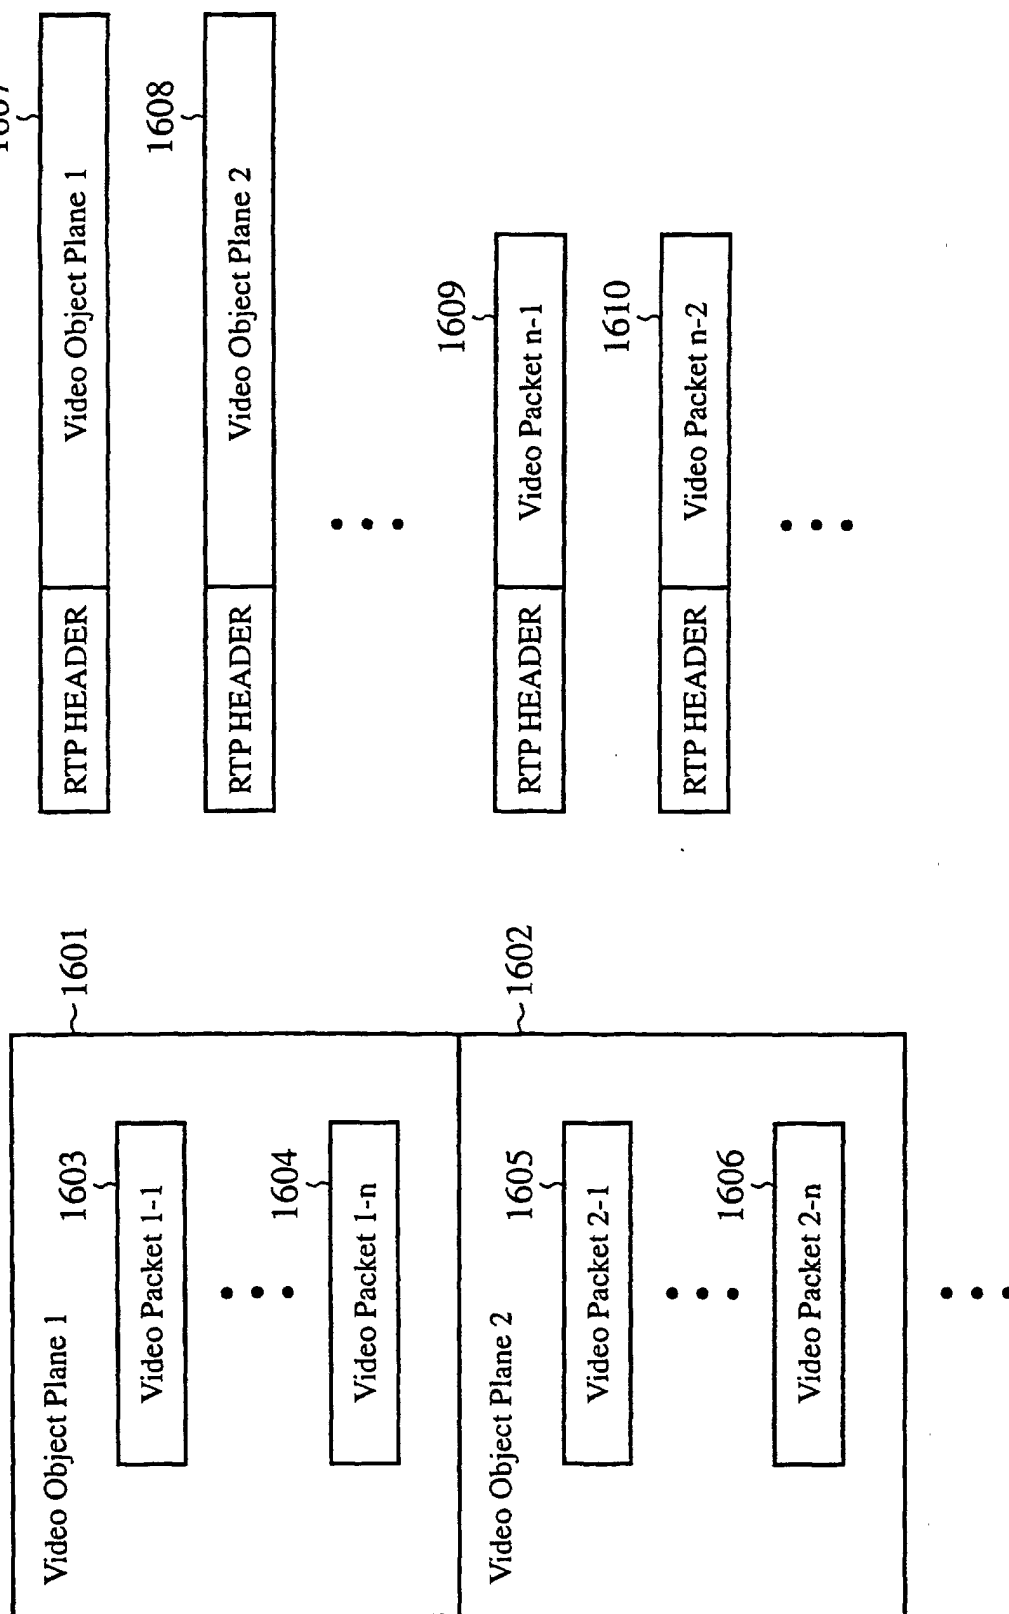 1601
Video Object Plane 1
1603
Video Packet 1-1
1604
Video Packet 1-n
1602
Video Object Plane 2
1605
Video Packet 2-1
1606
Video Packet 2-n
RTP HEADER Video Object Plane 1
1608
RTP HEADER Video Object Plane 2
1609
RTP HEADER Video Packet n-1
1610
RTP HEADER Video Packet n-2